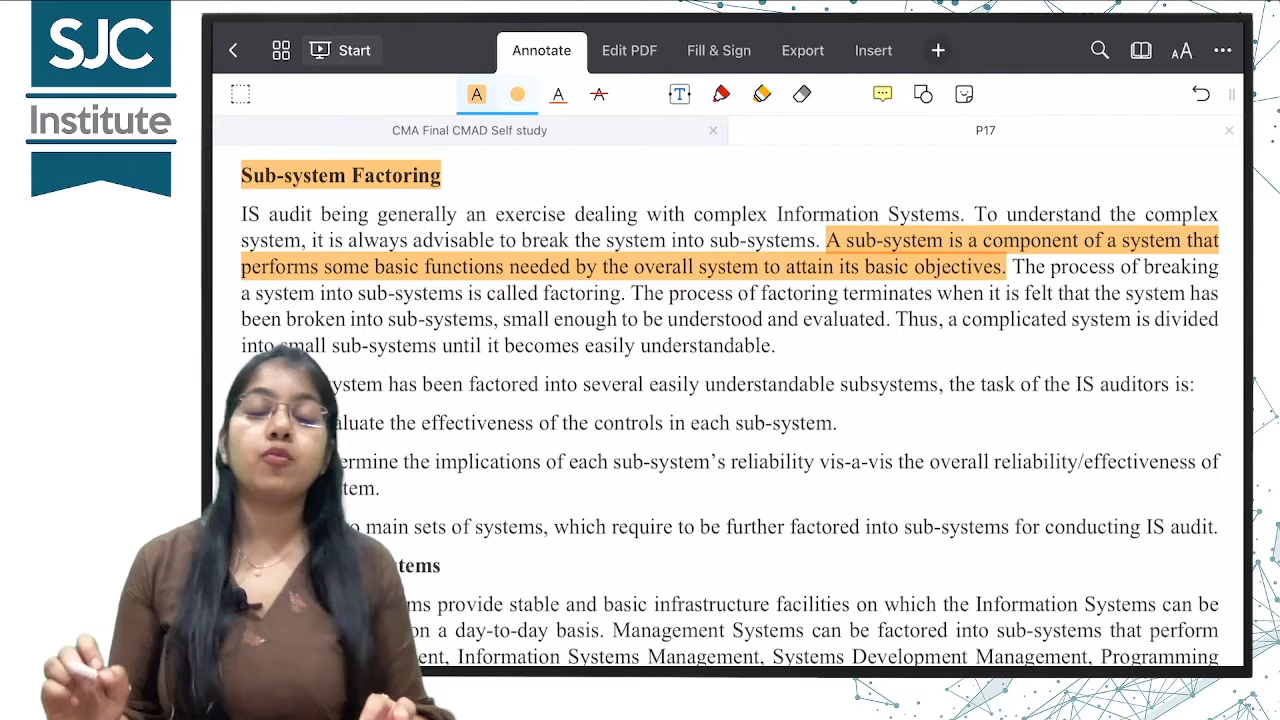 SJC
Institute
Start
Annotate
Edit PDF
Fill & Sign
Export
Insert
CMA Final CMAD Self study
P17
Sub-system Factoring
IS audit being generally an exercise dealing with complex Information Systems. To understand the complex
system, it is always advisable to break the system into sub-systems. A sub-system is a component of a system that
performs some basic functions needed by the overall system to attain its basic objectives. The process of breaking
a system into sub-systems is called factoring. The process of factoring terminates when it is felt that the system has
been broken into sub-systems, small enough to be understood and evaluated. Thus, a complicated system is divided
into small sub-systems until it becomes easily understandable.
has been factored into several easily understandable subsystems, the task of the IS auditors is:
the effectiveness of the controls in each sub-system.
the implications of each sub-system's reliability vis-a-vis the overall reliability/effectiveness of
main sets of systems, which require to be further factored into sub-systems for conducting IS audit.
provide stable and basic infrastructure facilities on which the Information Systems can be
on a day-to-day basis. Management Systems can be factored into sub-systems that perform
Information Systems Management, Systems Development Management, Programming